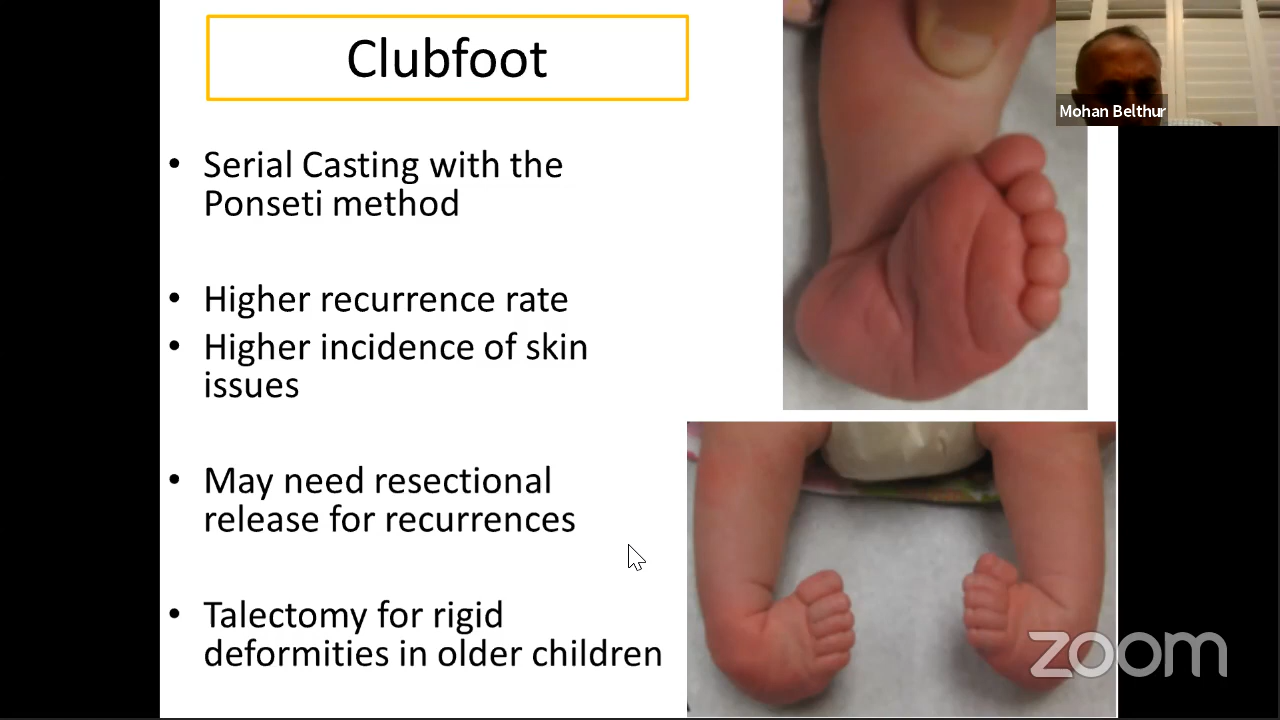 Clubfoot
Mohan Belthur
• Serial Casting with the
Ponseti method
• Higher recurrence rate
• Higher incidence of skin
issues
• May need resectional
release for recurrences
• Talectomy for rigid
deformities in older children
zoom